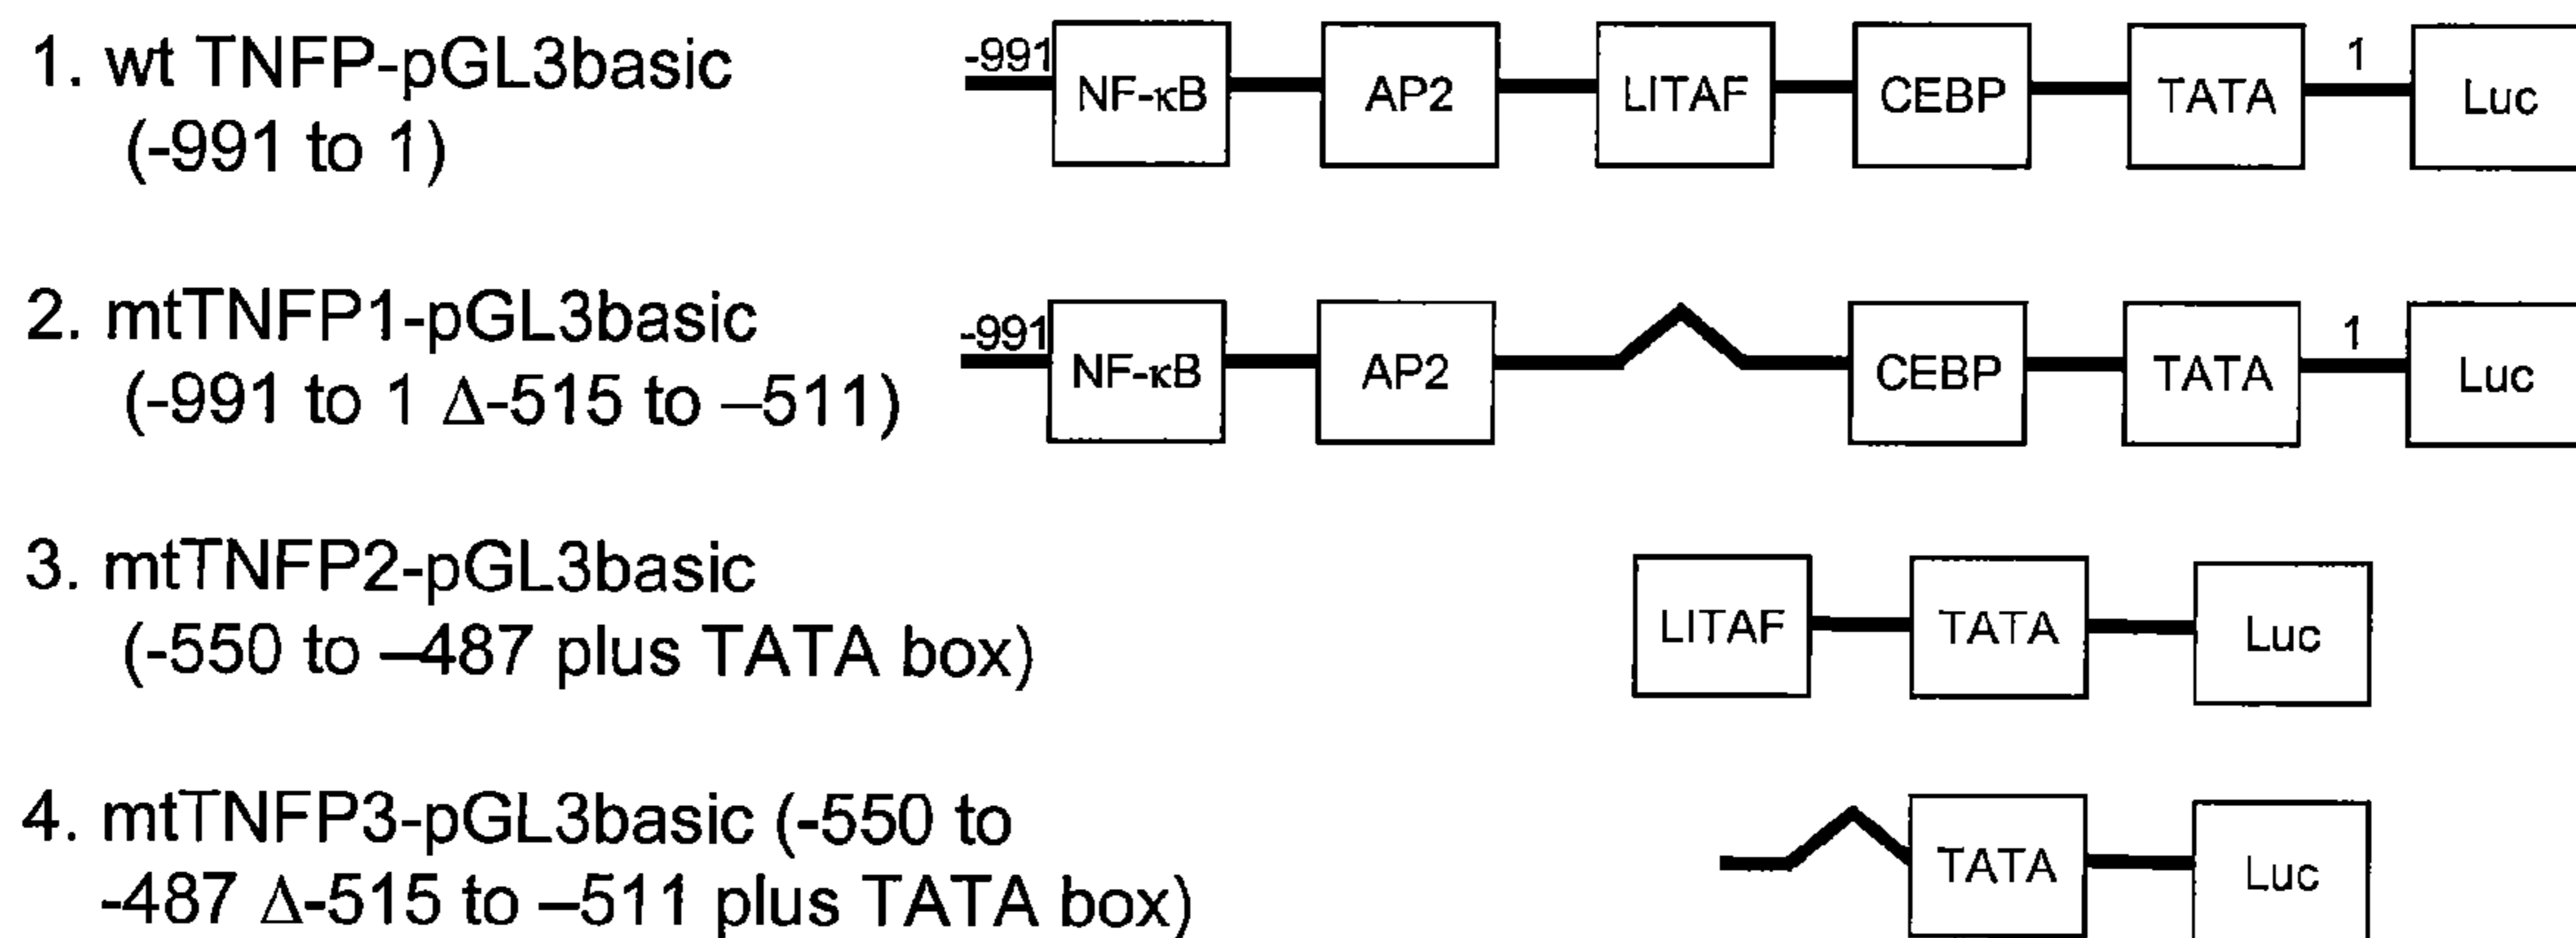 1. wt TNFP-pGL3basic
(-991 to 1)
-991 NF-κB AP2 LITAF CEBP TATA 1 Luc
2. mtTNFP1-pGL3basic
(-991 to 1 Δ-515 to –511)
-991 NF-κB AP2 CEBP TATA 1 Luc
3. mtTNFP2-pGL3basic
(-550 to –487 plus TATA box)
LITAF TATA Luc
4. mtTNFP3-pGL3basic (-550 to
-487 Δ-515 to –511 plus TATA box)
TATA Luc